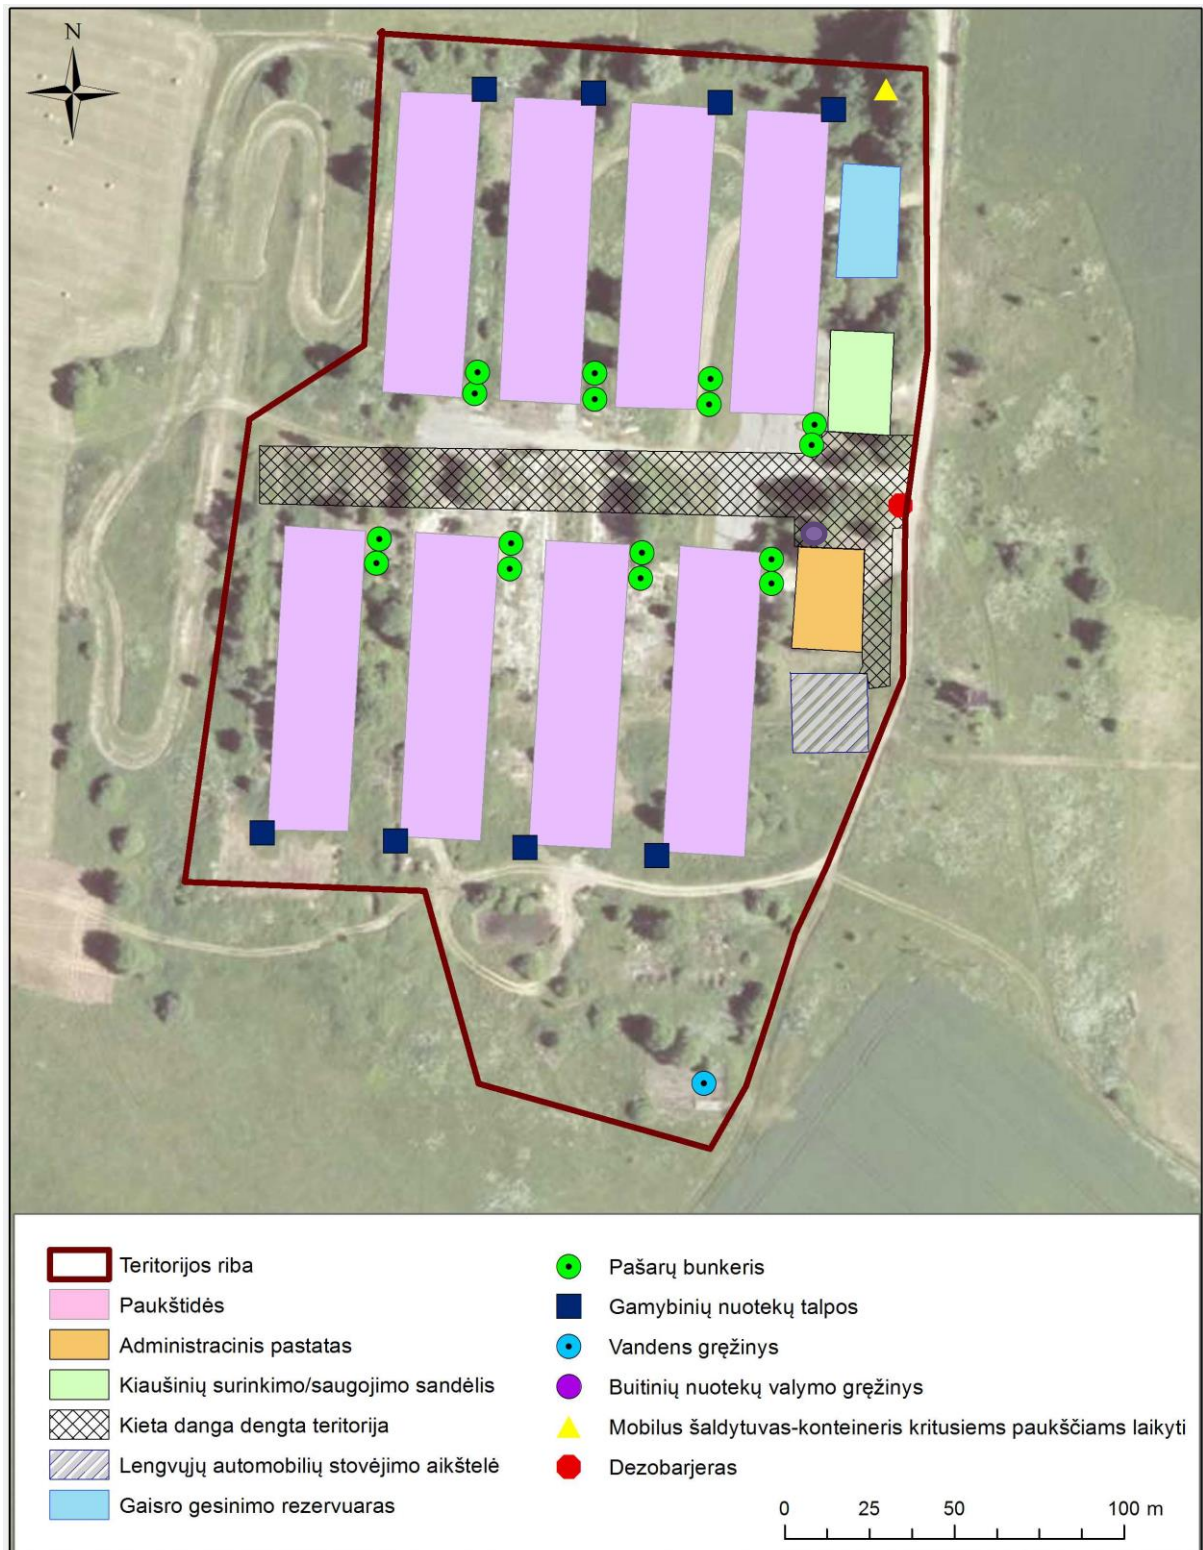 N
Teritorijos riba
Paukštidės
Administracinis pastatas
Kiaušinių surinkimo/saugojimo sandėlis
Kieta danga dengta teritorija
Lengvųjų automobilių stovėjimo aikštelė
Gaisro gesinimo rezervuaras
Pašarų bunkeris
Gamybinių nuotekų talpos
Vandens gręžinys
Buitinių nuotekų valymo gręžinys
Mobilus šaldytuvas-konteineris kritusiems paukščiams laikyti
Dezobarjeras
0 25 50 100 m